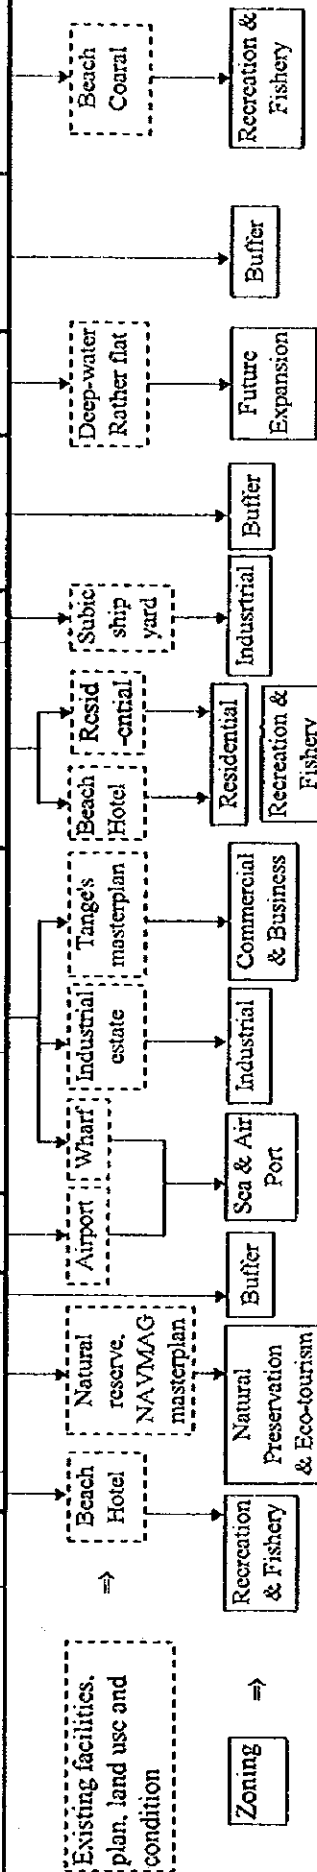 Existing facilities,
plan, land use and
condition
⇒
Beach
Hotel
Natural
reserve,
NAVMAG
masterplan
Airport
Wharf
Industrial
estate
Tange's
masterplan
Beach
Hotel
Resid
-ential
Subic
ship
yard
Deep-water
Rather flat
Beach
Coaral
Zoning
⇒
Recreation
& Fishery
Natural
Preservation
& Eco-tourism
Buffer
Sea & Air
Port
Industrial
Commercial
& Business
Residential
Recreation &
Fishery
Indusrtrial
Buffer
Future
Expansion
Buffer
Recreation &
Fishery